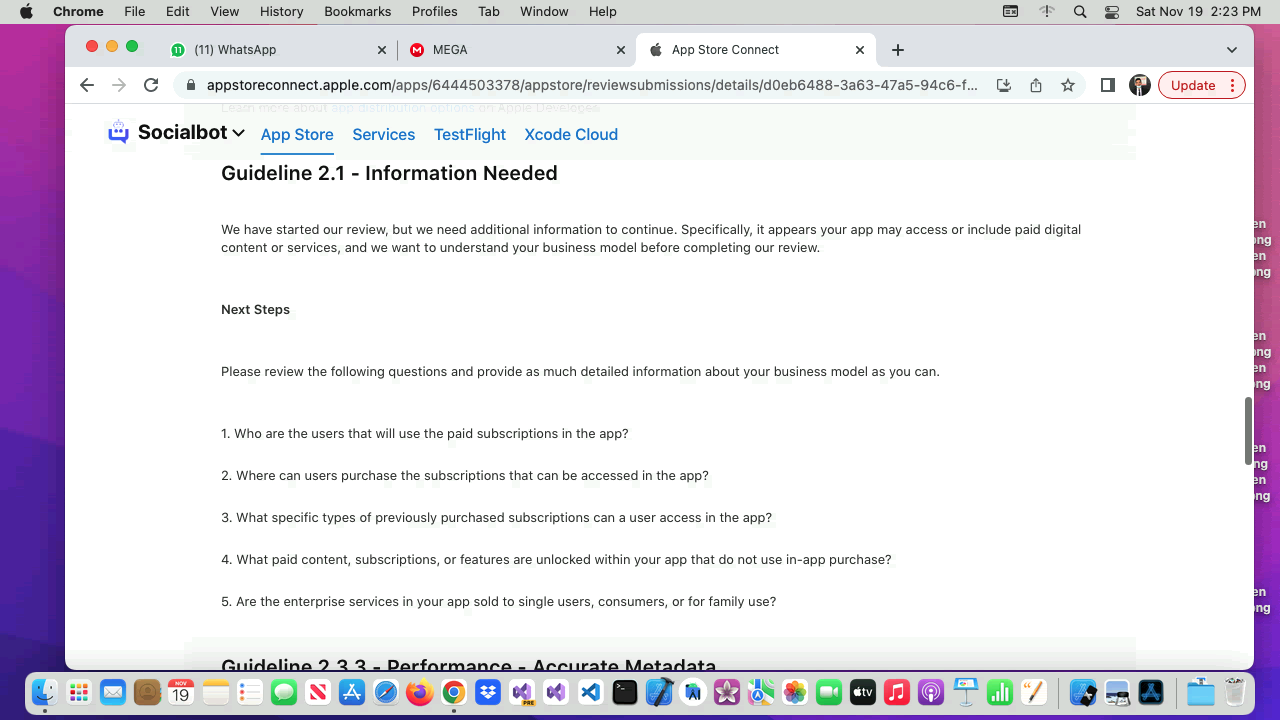 Chrome File Edit View History Bookmarks Profiles Tab Window Help Sat Nov 19 2:23 PM
(11) WhatsApp MEGA App Store Connect
appstoreconnect.apple.com/apps/6444503378/appstore/reviewsubmissions/details/d0eb6488-3a63-47a5-94c6-f... Update
Learn more about app distribution options on Apple Developer.
Socialbot App Store Services TestFlight Xcode Cloud
Guideline 2.1 - Information Needed
We have started our review, but we need additional information to continue. Specifically, it appears your app may access or include paid digital
content or services, and we want to understand your business model before completing our review.
Next Steps
Please review the following questions and provide as much detailed information about your business model as you can.
1. Who are the users that will use the paid subscriptions in the app?
2. Where can users purchase the subscriptions that can be accessed in the app?
3. What specific types of previously purchased subscriptions can a user access in the app?
4. What paid content, subscriptions, or features are unlocked within your app that do not use in-app purchase?
5. Are the enterprise services in your app sold to single users, consumers, or for family use?
Guideline 2.3.3 - Performance - Accurate Metadata
NOV
19
PRE
tv